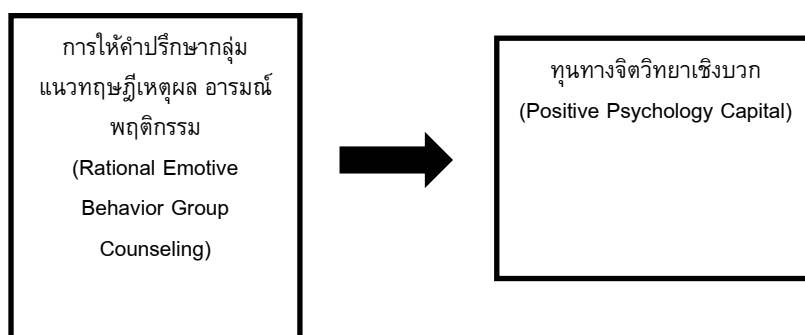 การให้คำปรึกษากลุ่ม
แนวทฤษฎีเหตุผล อารมณ์
พฤติกรรม
(Rational Emotive
Behavior Group
Counseling)
ทุนทางจิตวิทยาเชิงบวก
(Positive Psychology Capital)